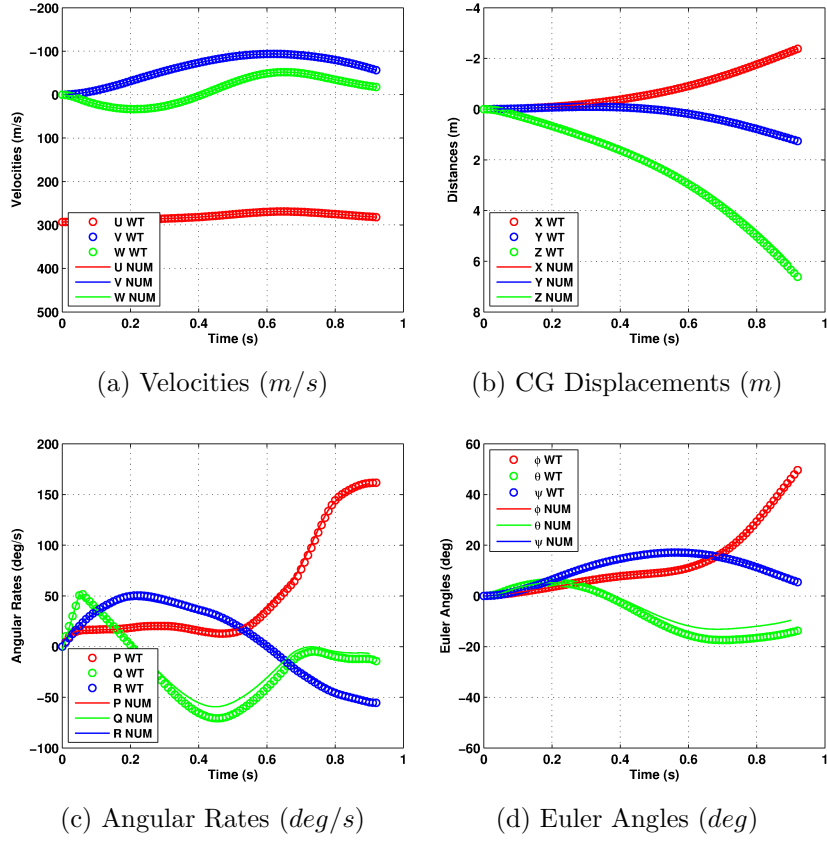 −200
−100
0
100
200
300
400
500
Velocities (m/s)
U WT
V WT
W WT
U NUM
V NUM
W NUM
0 0.2 0.4 0.6 0.8 1
Time (s)
(a) Velocities (m/s)
−4
−2
0
2
4
6
8
Distances (m)
X WT
Y WT
Z WT
X NUM
Y NUM
Z NUM
0 0.2 0.4 0.6 0.8 1
Time (s)
(b) CG Displacements (m)
200
150
100
50
0
−50
−100
Angular Rates (deg/s)
P WT
Q WT
R WT
P NUM
Q NUM
R NUM
0 0.2 0.4 0.6 0.8 1
Time (s)
(c) Angular Rates (deg/s)
60
40
20
0
−20
−40
−60
Euler Angles (deg)
ϕ WT
θ WT
ψ WT
ϕ NUM
θ NUM
ψ NUM
0 0.2 0.4 0.6 0.8 1
Time (s)
(d) Euler Angles (deg)